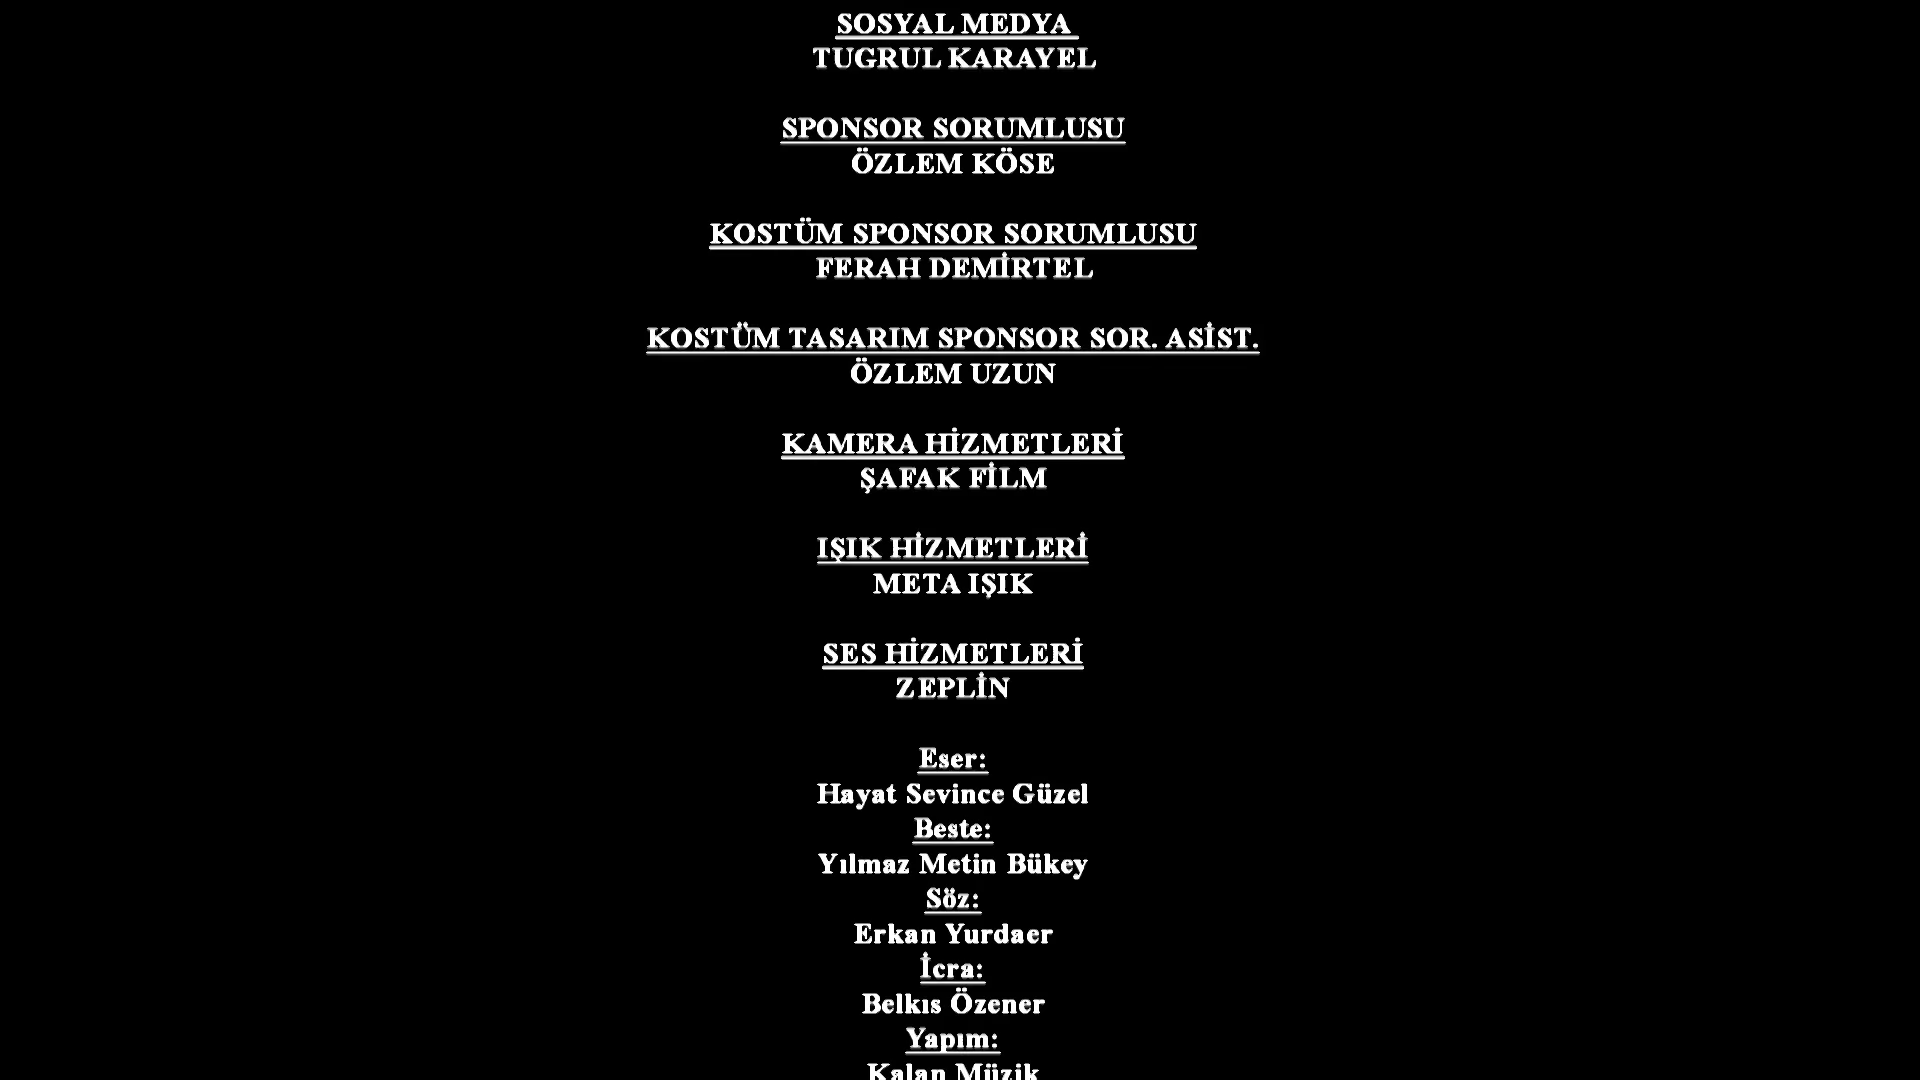 SOSYAL MEDYA
TUGRUL KARAYEL
SPONSOR SORUMLUSU
ÖZLEM KÖSE
KOSTÜM SPONSOR SORUMLUSU
FERAH DEMİRTEL
KOSTÜM TASARIM SPONSOR SOR. ASİST.
ÖZLEM UZUN
KAMERA HİZMETLERİ
ŞAFAK FİLM
IŞIK HİZMETLERİ
META IŞIK
SES HİZMETLERİ
ZEPLİN
Eser:
Hayat Sevince Güzel
Beste:
Yılmaz Metin Bükey
Söz:
Erkan Yurdaer
İcra:
Belkıs Özener
Yapım:
Kalan Müzik